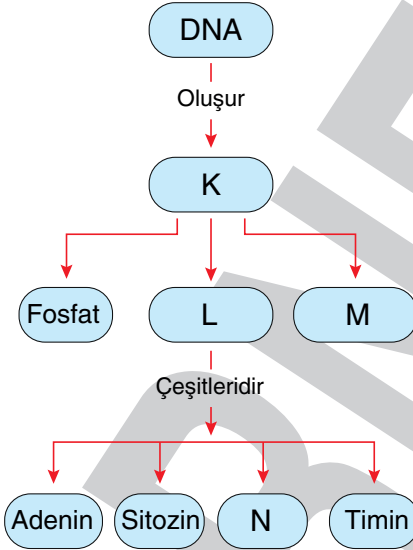 DNA
Oluşur
K
Fosfat L M
Çeşitleridir
Adenin Sitozin N Timin